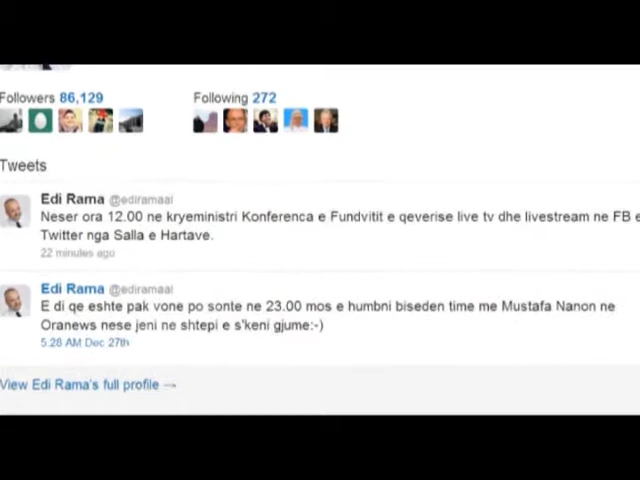 Followers 86,129
Following 272
Tweets
Edi Rama @ediramaal
Neser ora 12.00 ne kryeministri Konferenca e Fundvitit e qeverise live tv dhe livestream ne FB e
Twitter nga Salla e Hartave.
22 minutes ago
Edi Rama @ediramaal
E di qe eshte pak vone po sonte ne 23.00 mos e humbni biseden time me Mustafa Nanon ne
Oranews nese jeni ne shtepi e s'keni gjume:-)
5:28 AM Dec 27th
View Edi Rama's full profile →